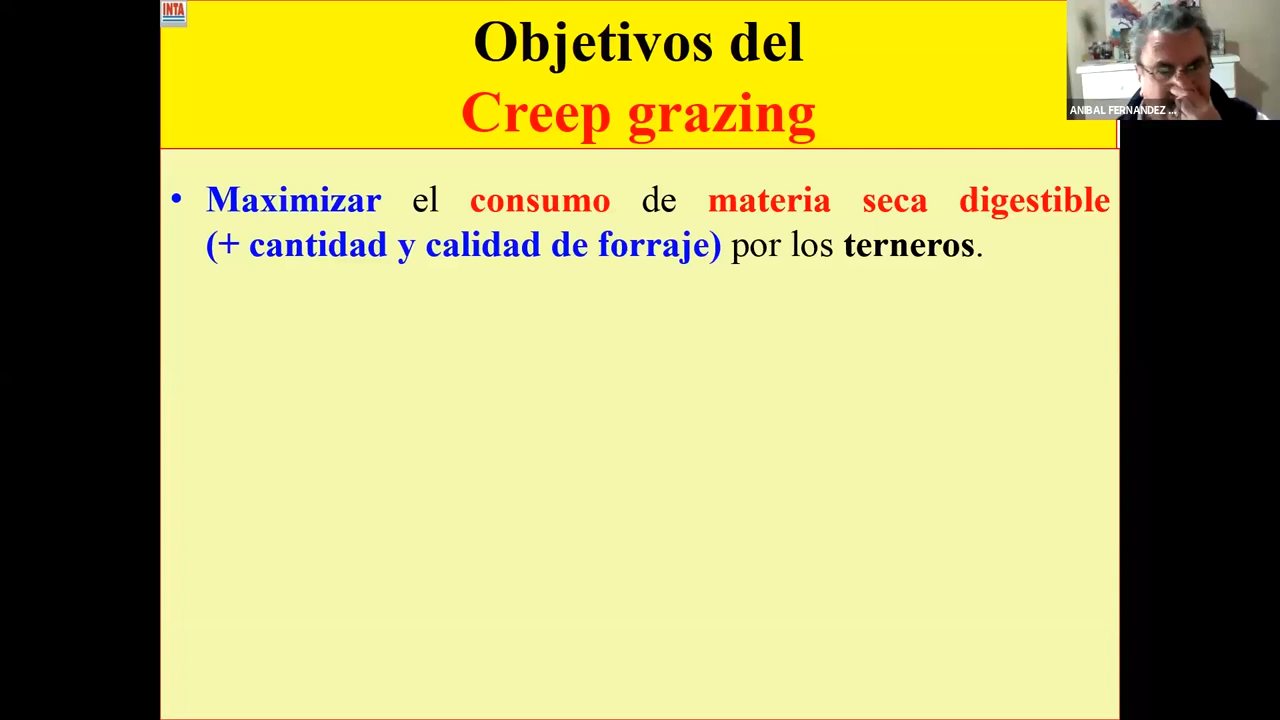 INTA
Objetivos del
Creep grazing
ANIBAL FERNANDEZ ...
• Maximizar el consumo de materia seca digestible
(+ cantidad y calidad de forraje) por los terneros.